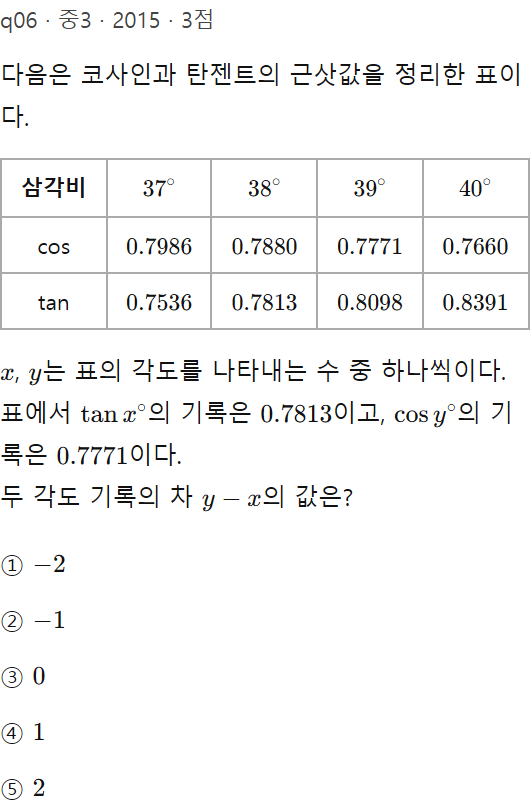 q06 · 중3 · 2015 · 3점
다음은 코사인과 탄젠트의 근삿값을 정리한 표이
다.
삼각비 37° 38° 39° 40°
cos 0.7986 0.7880 0.7771 0.7660
tan 0.7536 0.7813 0.8098 0.8391
x, y는 표의 각도를 나타내는 수 중 하나씩이다.
표에서 tan x°의 기록은 0.7813이고, cos y°의 기
록은 0.7771이다.
두 각도 기록의 차 y − x의 값은?
① −2
② −1
③ 0
④ 1
⑤ 2